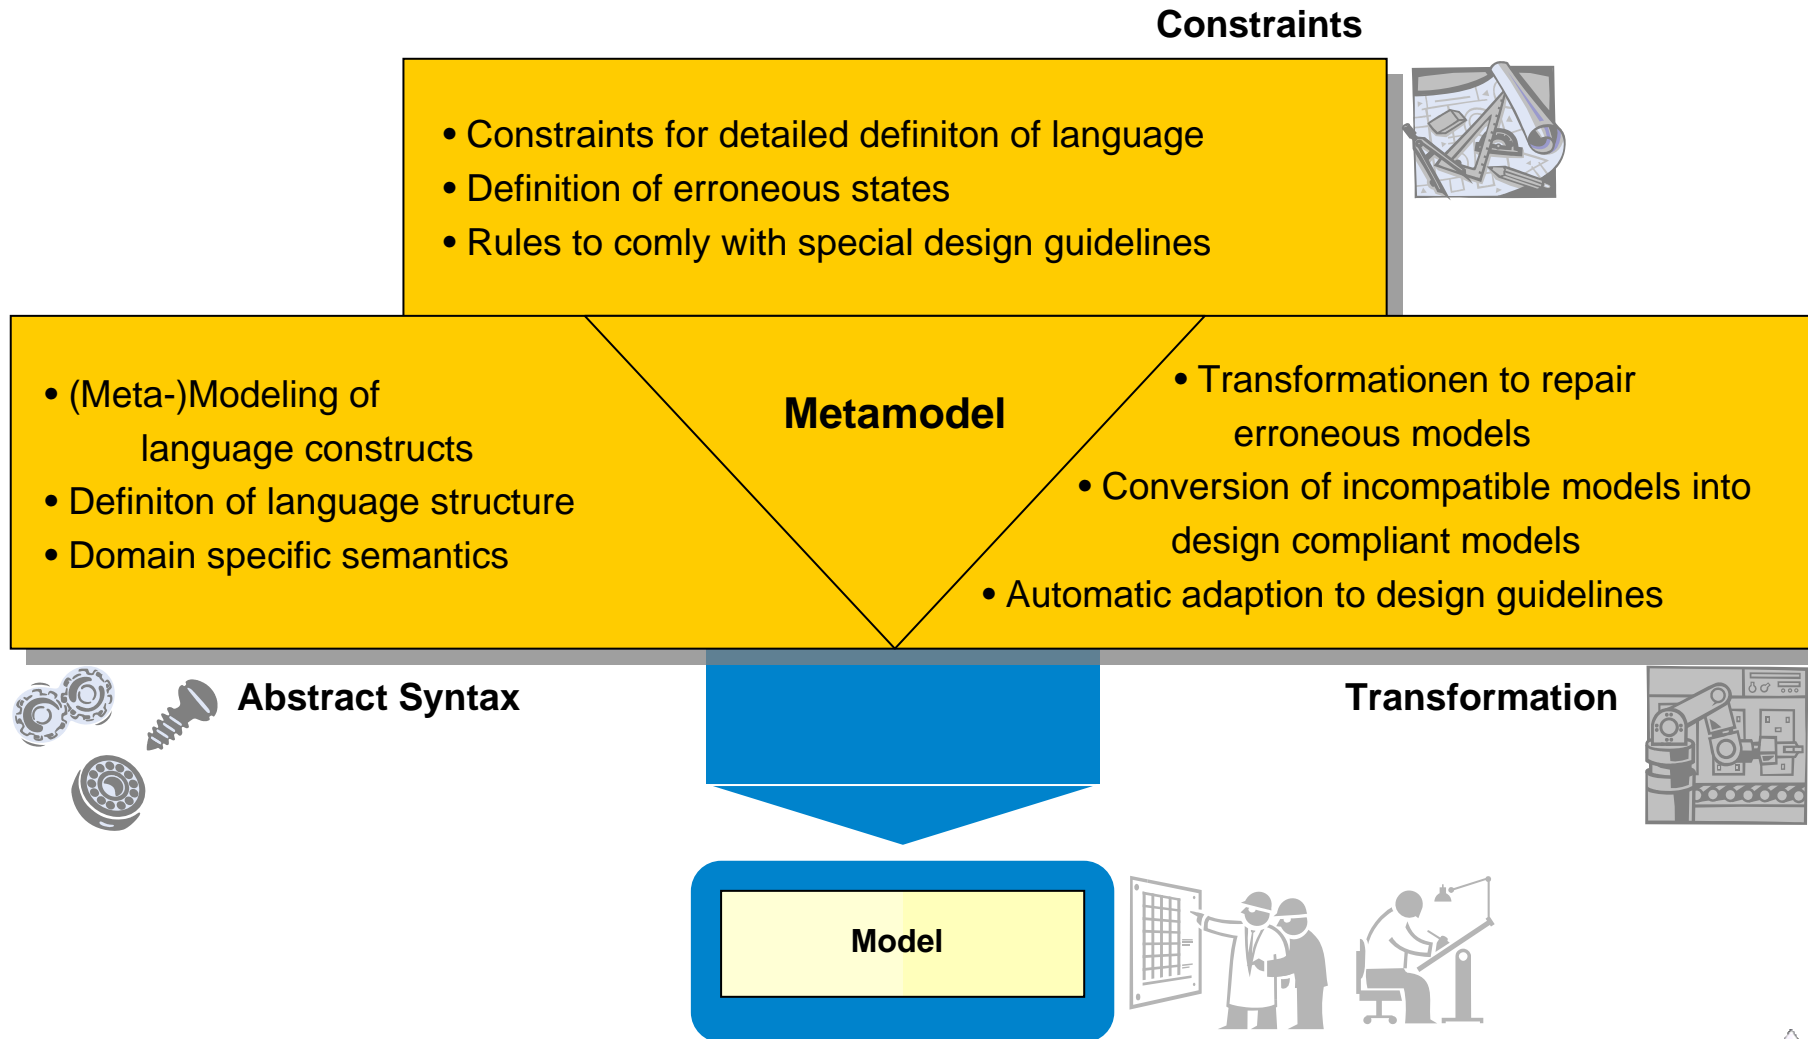 Constraints
• Constraints for detailed definiton of language
• Definition of erroneous states
• Rules to comly with special design guidelines
• (Meta-)Modeling of
language constructs
• Definiton of language structure
• Domain specific semantics
Metamodel
• Transformationen to repair
erroneous models
• Conversion of incompatible models into
design compliant models
• Automatic adaption to design guidelines
Abstract Syntax
Transformation
Model